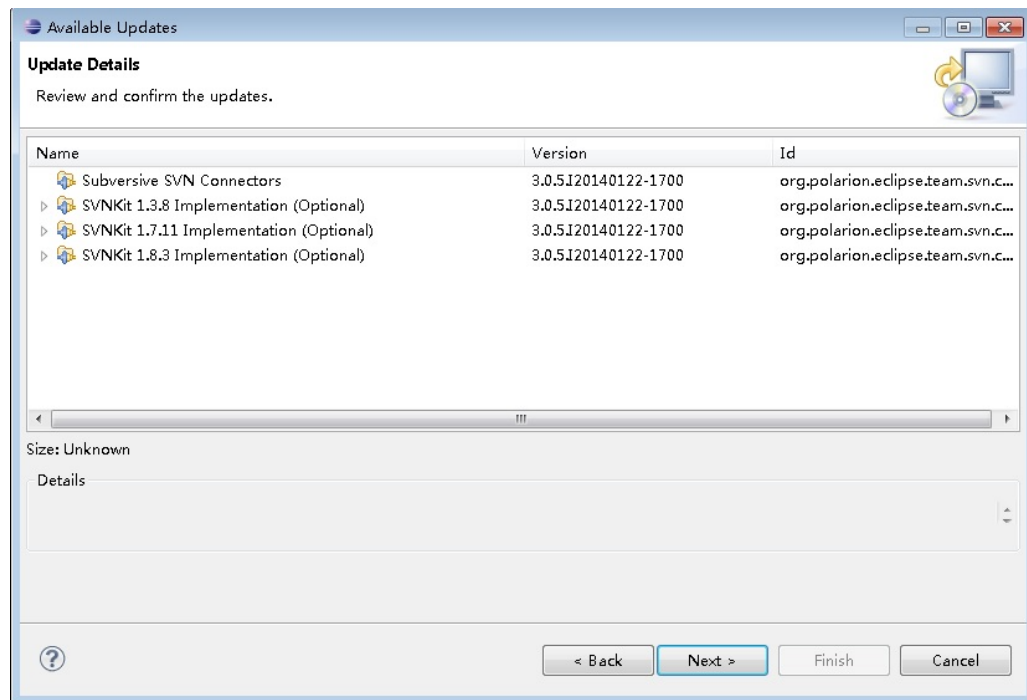 Available Updates
Update Details
Review and confirm the updates.
Name Version Id
Subversive SVN Connectors 3.0.5.I20140122-1700 org.polarion.eclipse.team.svn.c...
SVNKit 1.3.8 Implementation (Optional) 3.0.5.I20140122-1700 org.polarion.eclipse.team.svn.c...
SVNKit 1.7.11 Implementation (Optional) 3.0.5.I20140122-1700 org.polarion.eclipse.team.svn.c...
SVNKit 1.8.3 Implementation (Optional) 3.0.5.I20140122-1700 org.polarion.eclipse.team.svn.c...
Size: Unknown
Details
< Back Next > Finish Cancel